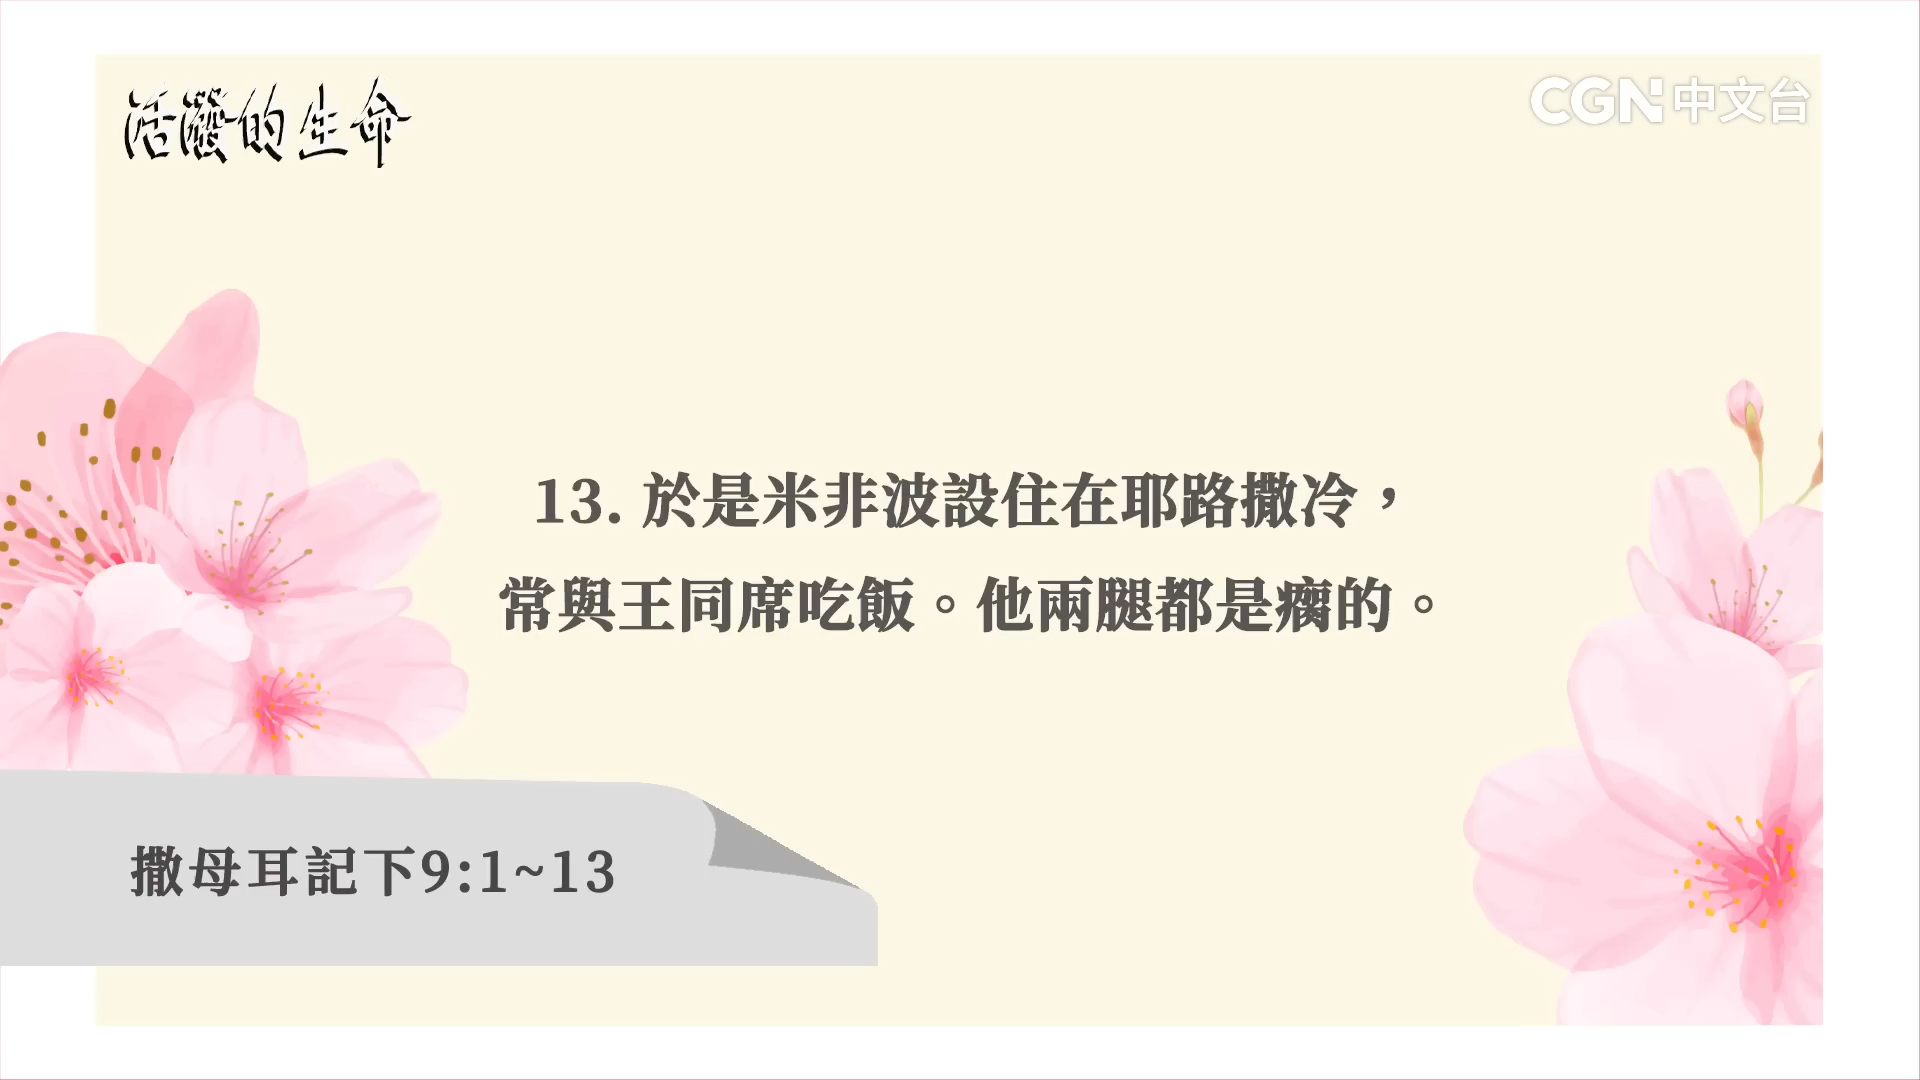 活潑的生命
CGN中文台
13. 於是米非波設住在耶路撒冷，
常與王同席吃飯。他兩腿都是瘸的。
撒母耳記下9:1~13